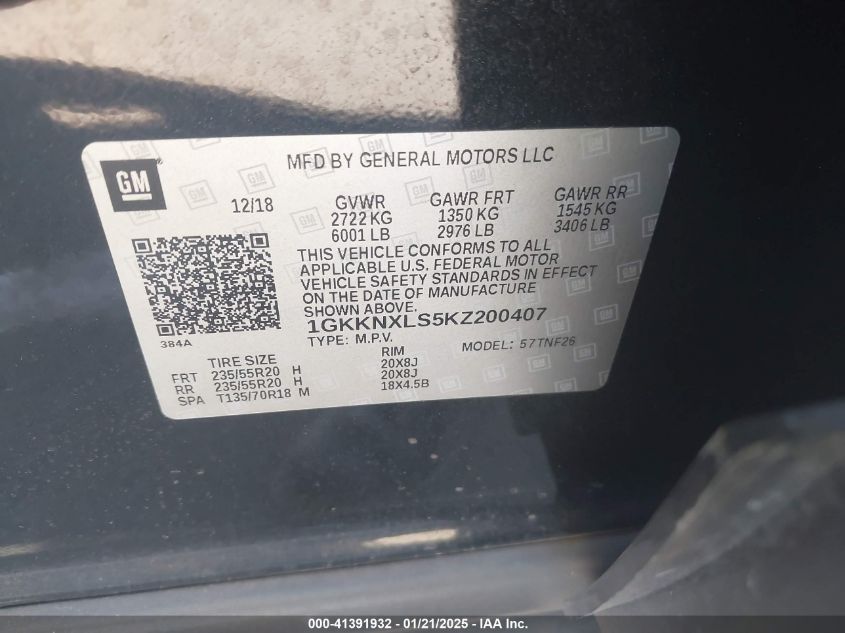 GM
MFD BY GENERAL MOTORS LLC
12/18
GVWR
2722 KG
6001 LB
GAWR FRT
1350 KG
2976 LB
GAWR RR
1545 KG
3406 LB
THIS VEHICLE CONFORMS TO ALL
APPLICABLE U.S. FEDERAL MOTOR
VEHICLE SAFETY STANDARDS IN EFFECT
ON THE DATE OF MANUFACTURE
SHOWN ABOVE.
384A
1GKKNXLS5KZ200407
TYPE: M.P.V. MODEL: 57TNF26
TIRE SIZE RIM
FRT 235/55R20 H 20X8J
RR 235/55R20 H 20X8J
SPA T135/70R18 M 18X4.5B
000-41391932 - 01/21/2025 - IAA Inc.